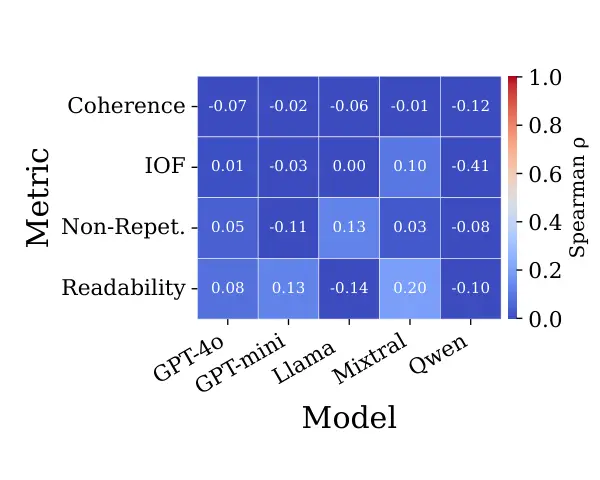 Metric
Coherence -0.07 -0.02 -0.06 -0.01 -0.12
IOF 0.01 -0.03 0.00 0.10 -0.41
Non-Repet. 0.05 -0.11 0.13 0.03 -0.08
Readability 0.08 0.13 -0.14 0.20 -0.10
GPT-4o GPT-mini Llama Mixtral Qwen
Model
1.0
0.8
0.6
0.4
0.2
0.0
Spearman ρ